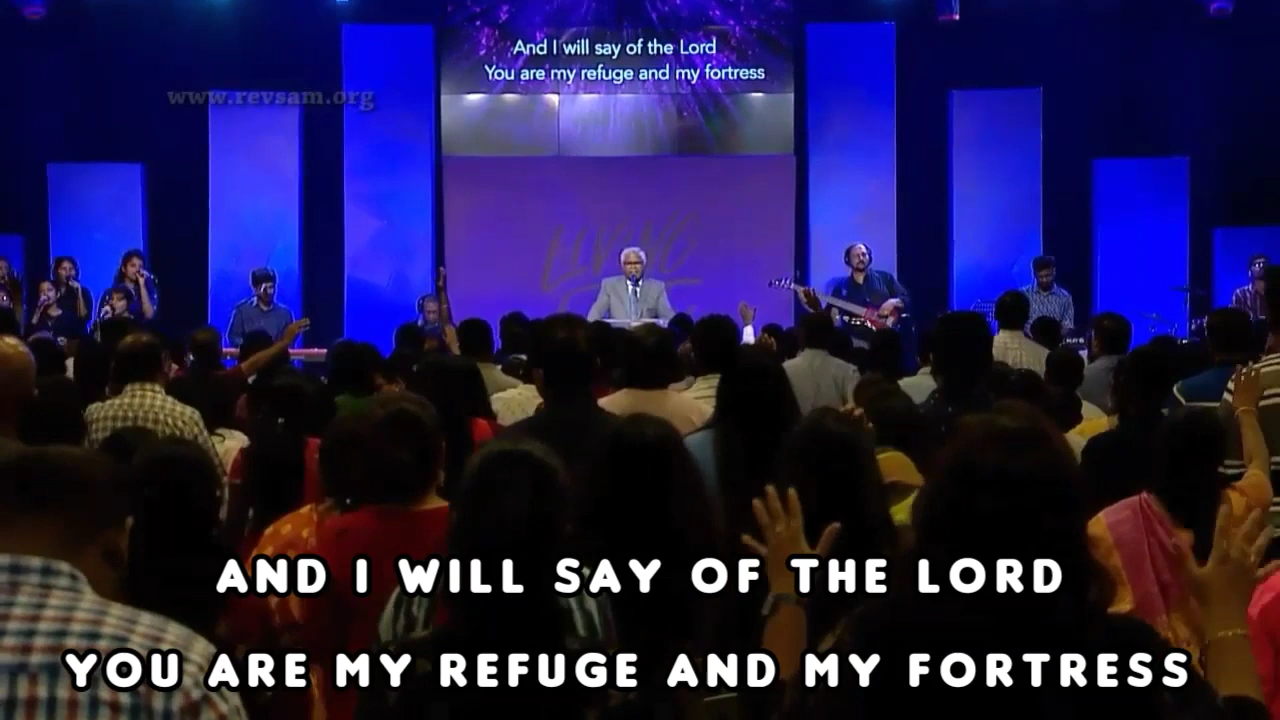 And I will say of the Lord
You are my refuge and my fortress
www.revsam.org
LIVING
AND I WILL SAY OF THE LORD
YOU ARE MY REFUGE AND MY FORTRESS